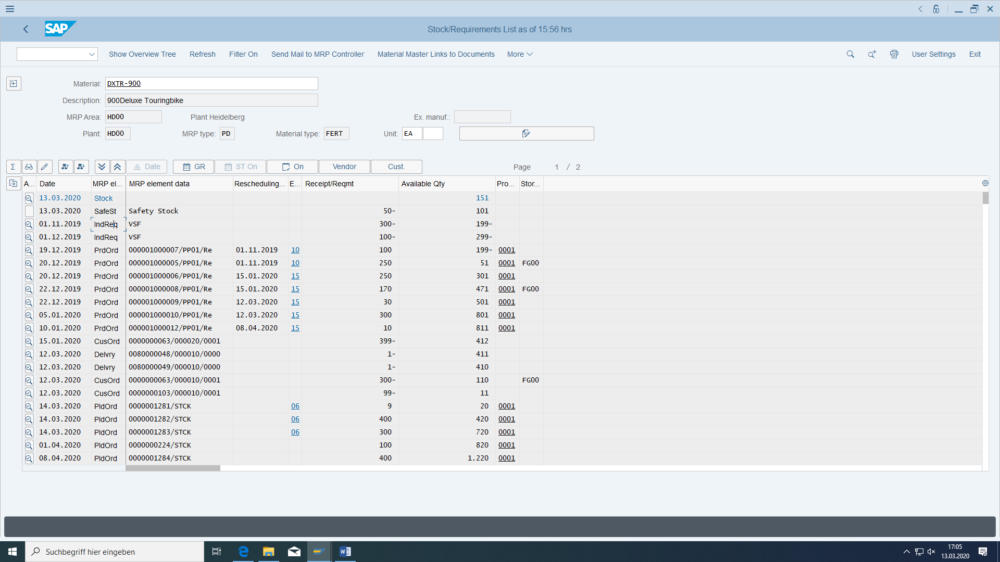 SAP
Stock/Requirements List as of 15:56 hrs
Show Overview Tree Refresh Filter On Send Mail to MRP Controller Material Master Links to Documents More User Settings Exit
Material: DXTR-900
Description: 900Deluxe Touringbike
MRP Area: HD00 Plant Heidelberg Ex. manuf.:
Plant: HD00 MRP type: PD Material type: FERT Unit: EA
Σ Date GR ST On On Vendor Cust. Page 1 / 2
A... Date MRP el... MRP element data Rescheduling... E... Receipt/Reqmt Available Qty Pro... Stor...
13.03.2020 Stock 151
13.03.2020 SafeSt Safety Stock 50- 101
01.11.2019 IndReq VSF 300- 199-
01.12.2019 IndReq VSF 100- 299-
19.12.2019 PrdOrd 000001000007/PP01/Re 01.11.2019 10 100 199- 0001
20.12.2019 PrdOrd 000001000005/PP01/Re 01.11.2019 10 250 51 0001 FG00
20.12.2019 PrdOrd 000001000006/PP01/Re 15.01.2020 15 250 301 0001
22.12.2019 PrdOrd 000001000008/PP01/Re 15.01.2020 15 170 471 0001 FG00
22.12.2019 PrdOrd 000001000009/PP01/Re 12.03.2020 15 30 501 0001
05.01.2020 PrdOrd 000001000010/PP01/Re 12.03.2020 15 300 801 0001
10.01.2020 PrdOrd 000001000012/PP01/Re 08.04.2020 15 10 811 0001
15.01.2020 CusOrd 0000000063/000020/0001 399- 412
12.03.2020 Delvry 0080000048/000010/0000 1- 411
12.03.2020 Delvry 0080000049/000010/0000 1- 410
12.03.2020 CusOrd 0000000063/000010/0001 300- 110 FG00
12.03.2020 CusOrd 0000000103/000010/0001 99- 11
14.03.2020 PldOrd 0000001281/STCK 06 9 20 0001
14.03.2020 PldOrd 0000001282/STCK 06 400 420 0001
14.03.2020 PldOrd 0000001283/STCK 06 300 720 0001
01.04.2020 PldOrd 0000000224/STCK 100 820 0001
08.04.2020 PldOrd 0000001284/STCK 400 1.220 0001
Suchbegriff hier eingeben
17:05
13.03.2020